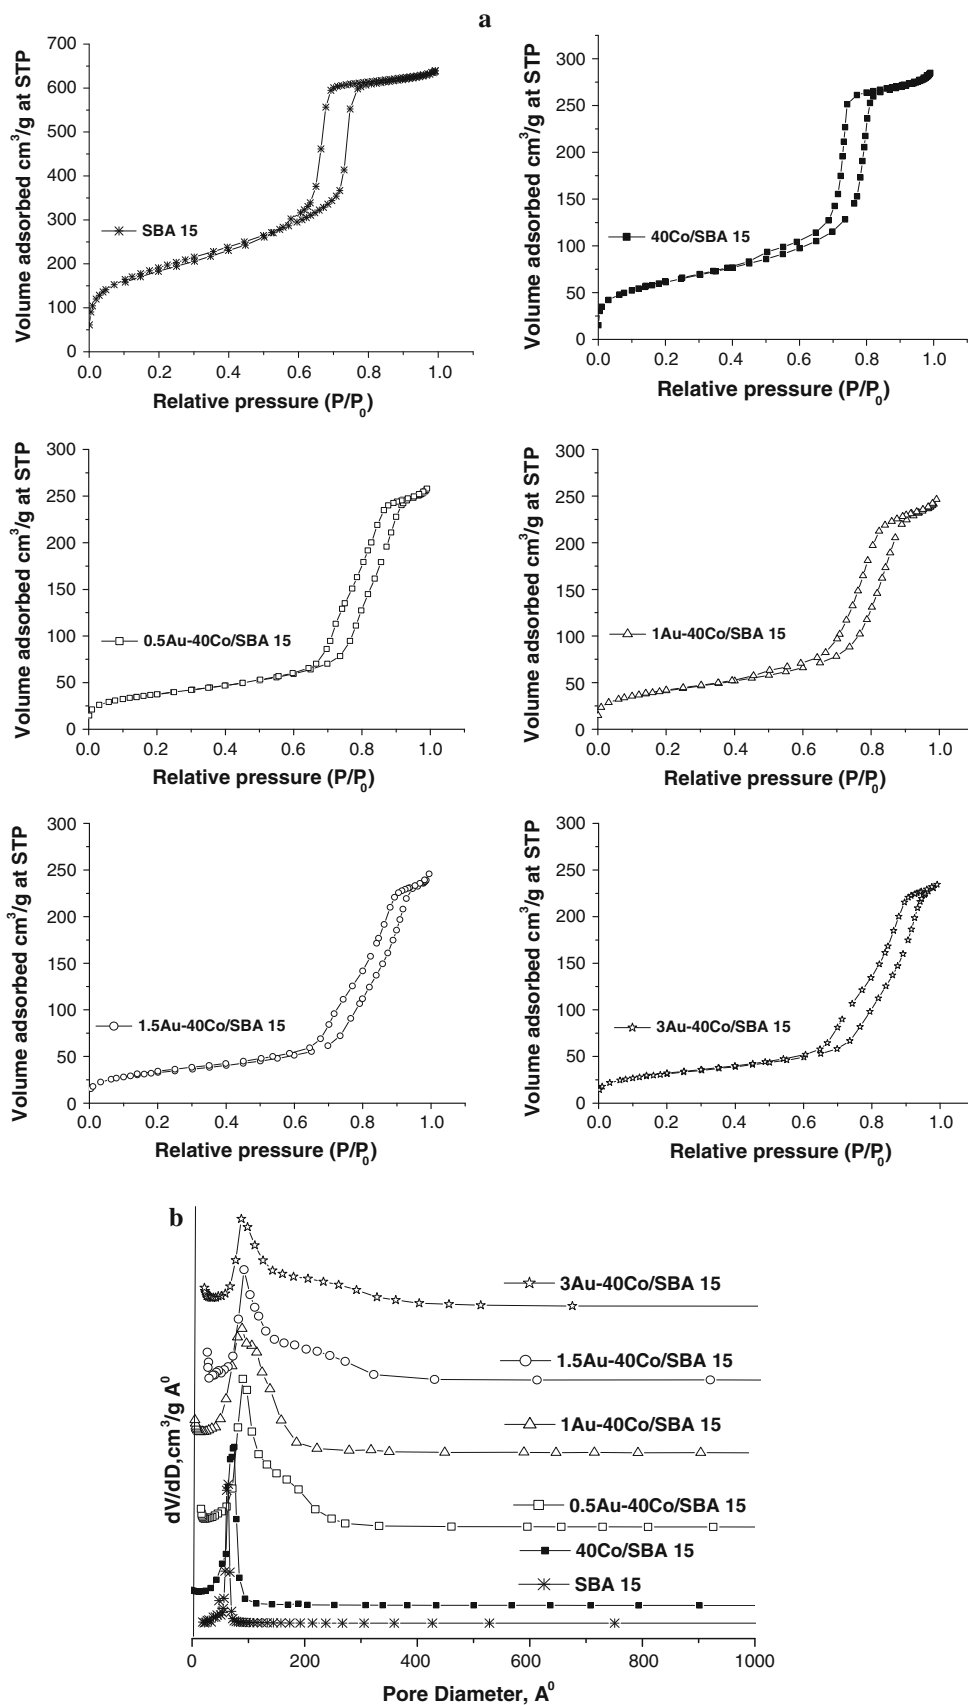 a
Volume adsorbed cm³/g at STP
700
600
500
400
300
200
100
0
SBA 15
0.0 0.2 0.4 0.6 0.8 1.0
Relative pressure (P/P₀)
Volume adsorbed cm³/g at STP
300
250
200
150
100
50
0
40Co/SBA 15
0.0 0.2 0.4 0.6 0.8 1.0
Relative pressure (P/P₀)
Volume adsorbed cm³/g at STP
300
250
200
150
100
50
0
0.5Au-40Co/SBA 15
0.0 0.2 0.4 0.6 0.8 1.0
Relative pressure (P/P₀)
Volume adsorbed cm³/g at STP
300
250
200
150
100
50
0
1Au-40Co/SBA 15
0.0 0.2 0.4 0.6 0.8 1.0
Relative pressure (P/P₀)
Volume adsorbed cm³/g at STP
300
250
200
150
100
50
0
1.5Au-40Co/SBA 15
0.0 0.2 0.4 0.6 0.8 1.0
Relative pressure (P/P₀)
Volume adsorbed cm³/g at STP
300
250
200
150
100
50
0
3Au-40Co/SBA 15
0.0 0.2 0.4 0.6 0.8 1.0
Relative pressure (P/P₀)
b
dV/dD,cm³/g A⁰
3Au-40Co/SBA 15
1.5Au-40Co/SBA 15
1Au-40Co/SBA 15
0.5Au-40Co/SBA 15
40Co/SBA 15
SBA 15
0 200 400 600 800 1000
Pore Diameter, A⁰